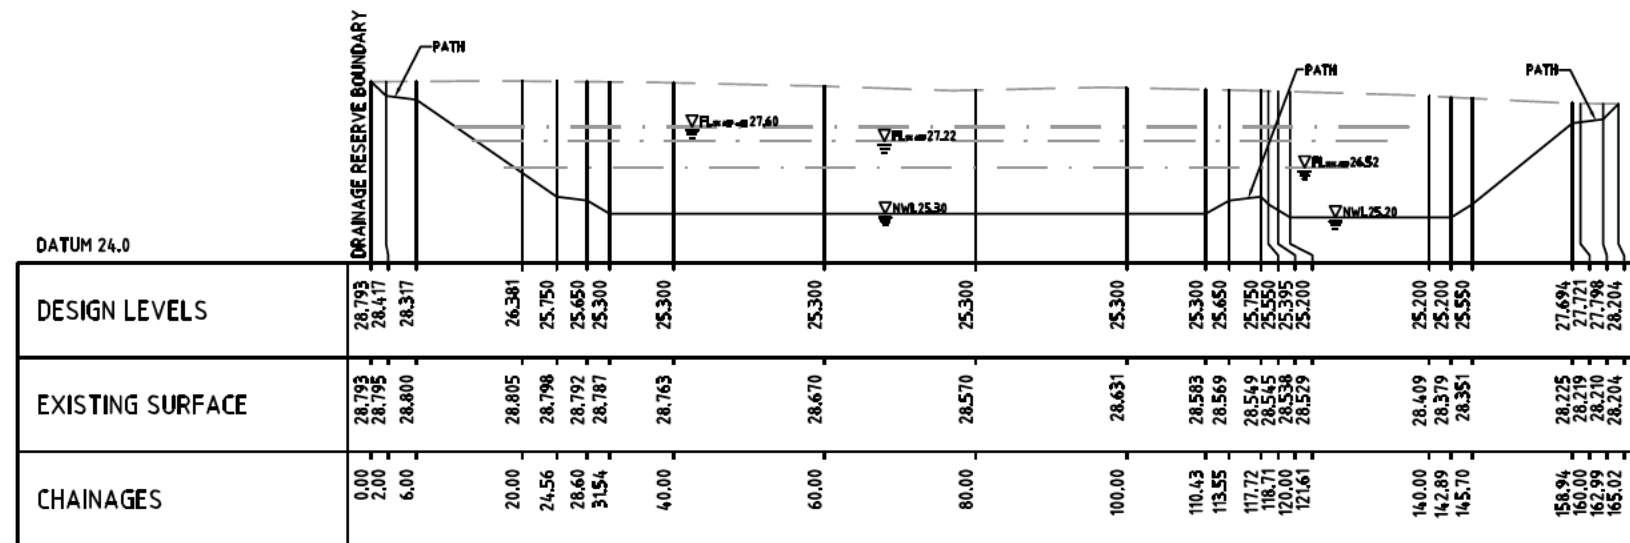 DRAINAGE RESERVE BOUNDARY
PATH
PATH
PATH
27.60
27.22
26.52
NWL25.30
NWL25.20
DATUM 24.0
DESIGN LEVELS
28.793 28.417 28.317 26.381 25.750 25.650 25.300 25.300 25.300 25.300 25.300 25.300 25.650 25.750 25.550 25.395 25.200 25.200 25.200 25.550 27.694 27.721 27.798 28.204
EXISTING SURFACE
28.793 28.795 28.800 28.805 28.798 28.792 28.787 28.763 28.670 28.570 28.631 28.583 28.569 28.549 28.545 28.538 28.529 28.409 28.379 28.351 28.225 28.219 28.210 28.204
CHAINAGES
0.00 2.00 6.00 20.00 24.56 28.60 31.54 40.00 60.00 80.00 100.00 110.43 113.55 117.72 118.71 120.00 121.61 140.00 142.89 145.70 158.94 160.00 162.99 165.02